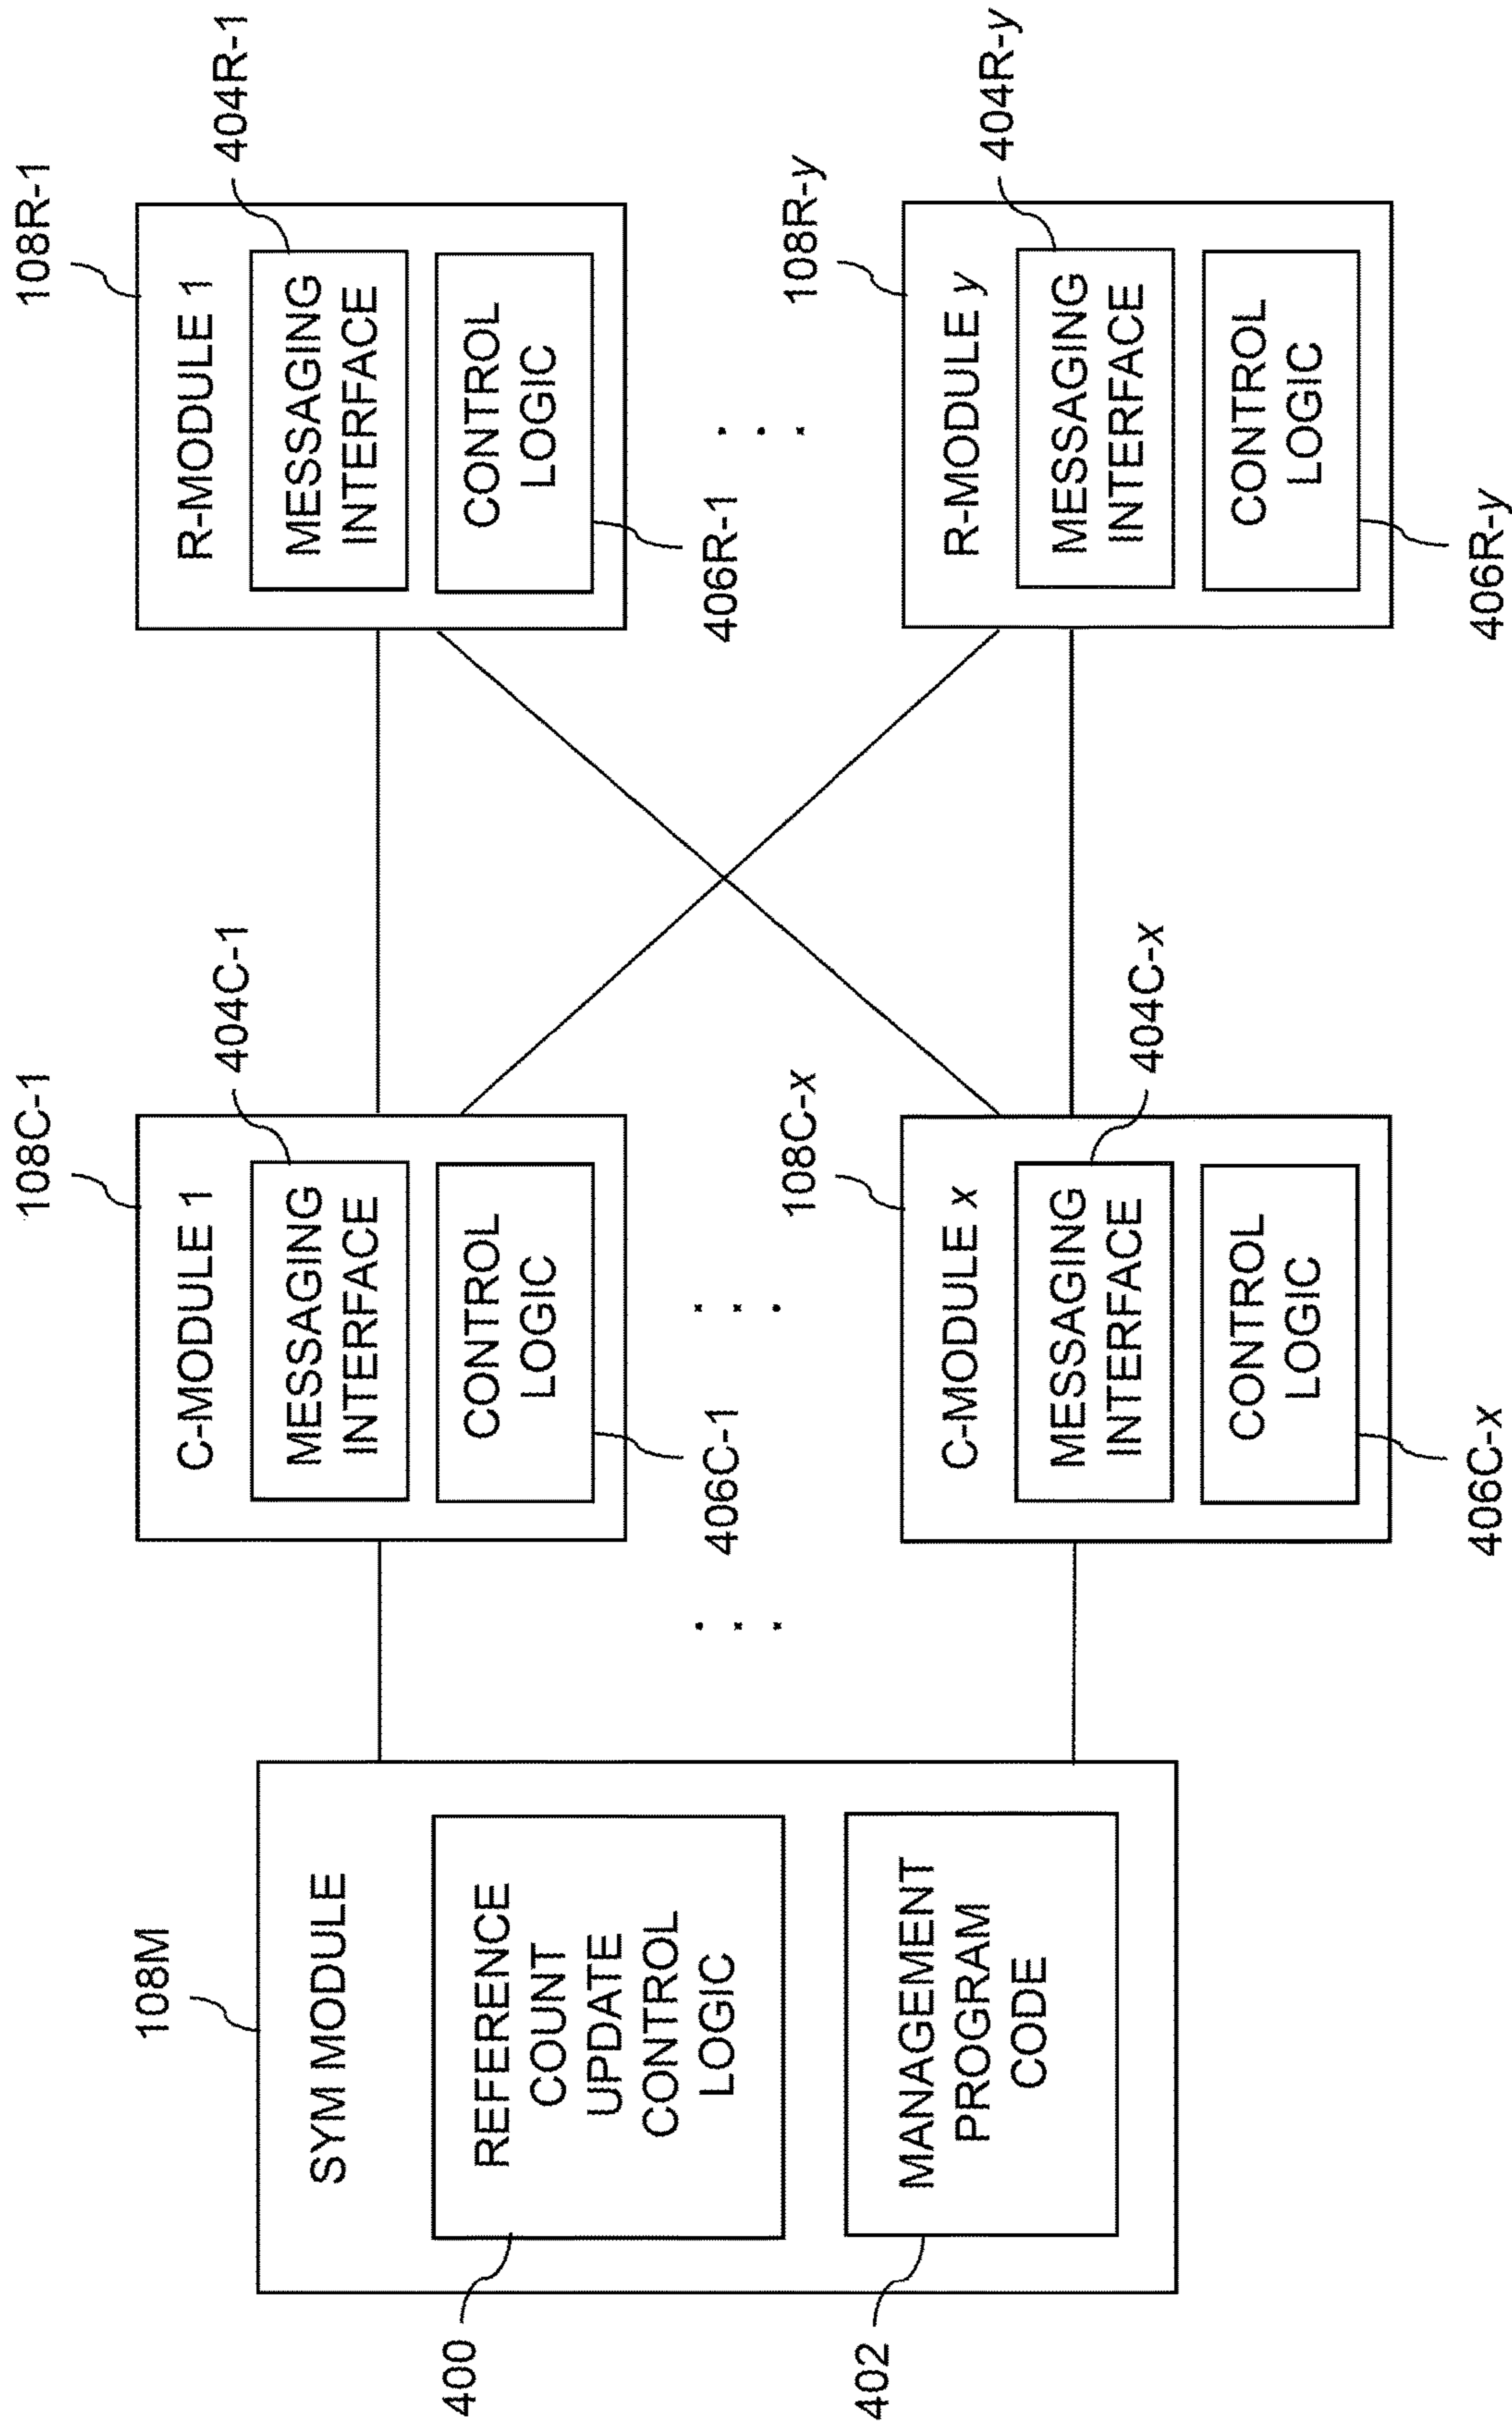 108M
SYM MODULE
REFERENCE
COUNT
UPDATE
CONTROL
LOGIC
400
MANAGEMENT
PROGRAM
CODE
402
108C-1
C-MODULE 1
404C-1
MESSAGING
INTERFACE
CONTROL
LOGIC
406C-1
108C-x
C-MODULE x
404C-x
MESSAGING
INTERFACE
CONTROL
LOGIC
406C-x
108R-1
R-MODULE 1
404R-1
MESSAGING
INTERFACE
CONTROL
LOGIC
406R-1
108R-y
R-MODULE y
404R-y
MESSAGING
INTERFACE
CONTROL
LOGIC
406R-y